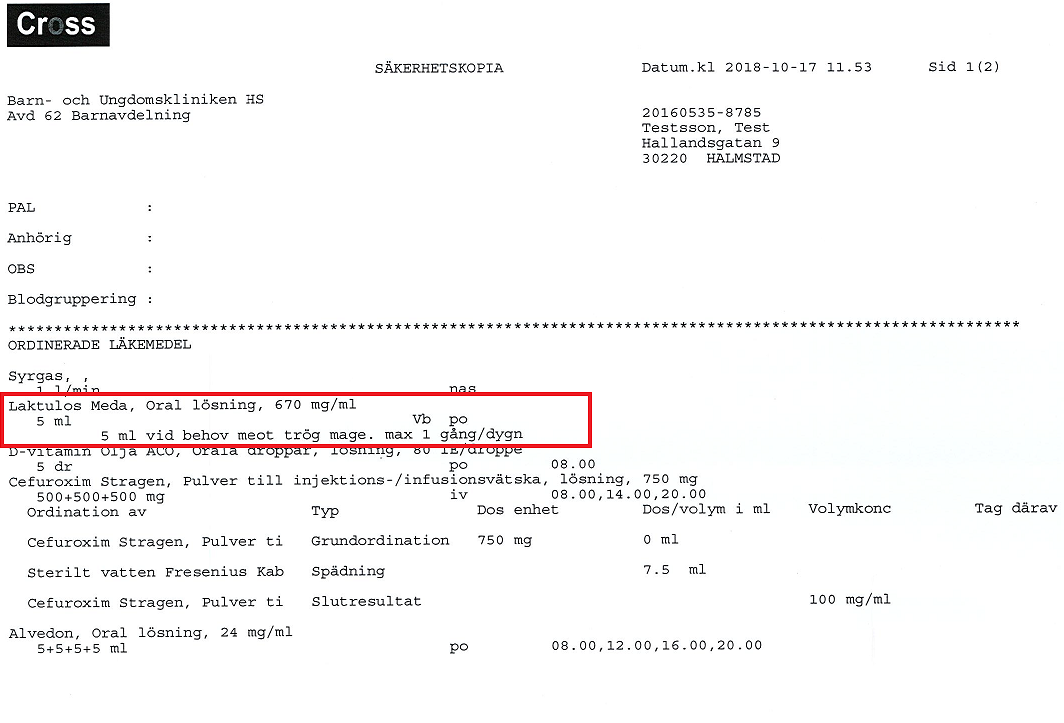 Cross
SÄKERHETSKOPIA Datum.kl 2018-10-17 11.53 Sid 1(2)
Barn- och Ungdomskliniken HS
Avd 62 Barnavdelning
20160535-8785
Testsson, Test
Hallandsgatan 9
30220 HALMSTAD
PAL :
Anhörig :
OBS :
Blodgruppering :
**************************************************************************************************************
ORDINERADE LÄKEMEDEL
Syrgas, ,
1 l/min nas
Laktulos Meda, Oral lösning, 670 mg/ml
5 ml Vb po
5 ml vid behov meot trög mage. max 1 gång/dygn
D-vitamin Olja ACO, Orala droppar, lösning, 80 IE/droppe
5 dr po 08.00
Cefuroxim Stragen, Pulver till injektions-/infusionsvätska, lösning, 750 mg
500+500+500 mg iv 08.00,14.00,20.00
Ordination av Typ Dos enhet Dos/volym i ml Volymkonc Tag därav
Cefuroxim Stragen, Pulver ti Grundordination 750 mg 0 ml
Sterilt vatten Fresenius Kab Spädning 7.5 ml
Cefuroxim Stragen, Pulver ti Slutresultat 100 mg/ml
Alvedon, Oral lösning, 24 mg/ml
5+5+5+5 ml po 08.00,12.00,16.00,20.00